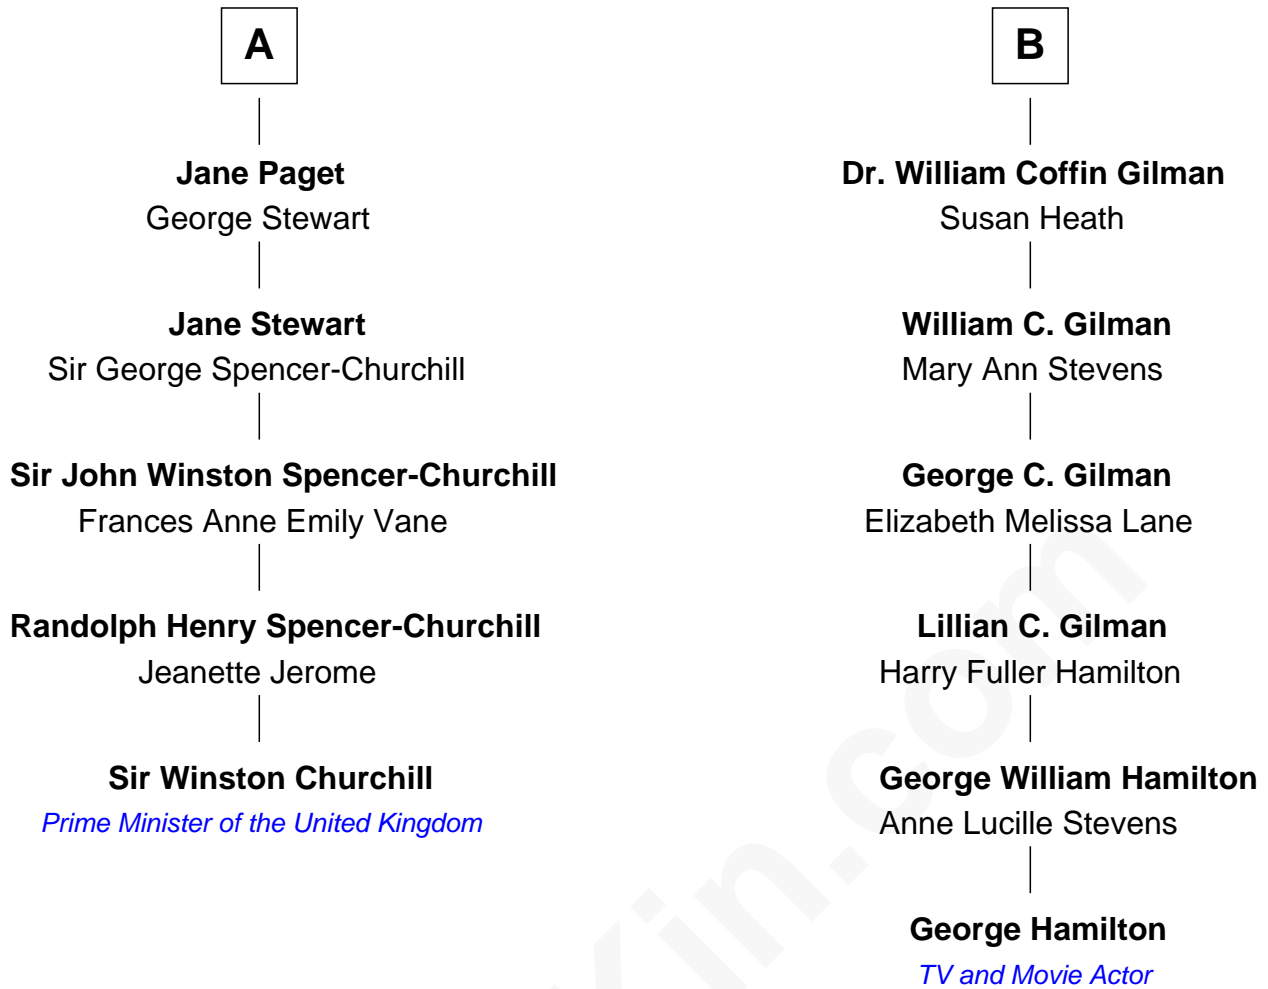 A
Jane Paget
George Stewart
Jane Stewart
Sir George Spencer-Churchill
Sir John Winston Spencer-Churchill
Frances Anne Emily Vane
Randolph Henry Spencer-Churchill
Jeanette Jerome
Sir Winston Churchill
Prime Minister of the United Kingdom
B
Dr. William Coffin Gilman
Susan Heath
William C. Gilman
Mary Ann Stevens
George C. Gilman
Elizabeth Melissa Lane
Lillian C. Gilman
Harry Fuller Hamilton
George William Hamilton
Anne Lucille Stevens
George Hamilton
TV and Movie Actor
Kin.com